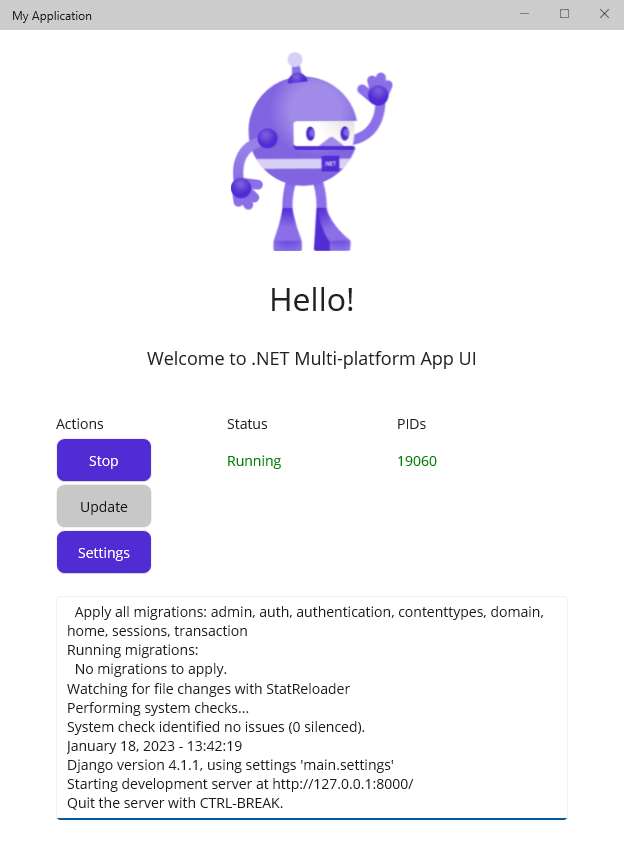 My Application
.NET
Hello!
Welcome to .NET Multi-platform App UI
Actions Status PIDs
Stop Running 19060
Update
Settings
Apply all migrations: admin, auth, authentication, contenttypes, domain,
home, sessions, transaction
Running migrations:
No migrations to apply.
Watching for file changes with StatReloader
Performing system checks...
System check identified no issues (0 silenced).
January 18, 2023 - 13:42:19
Django version 4.1.1, using settings 'main.settings'
Starting development server at http://127.0.0.1:8000/
Quit the server with CTRL-BREAK.